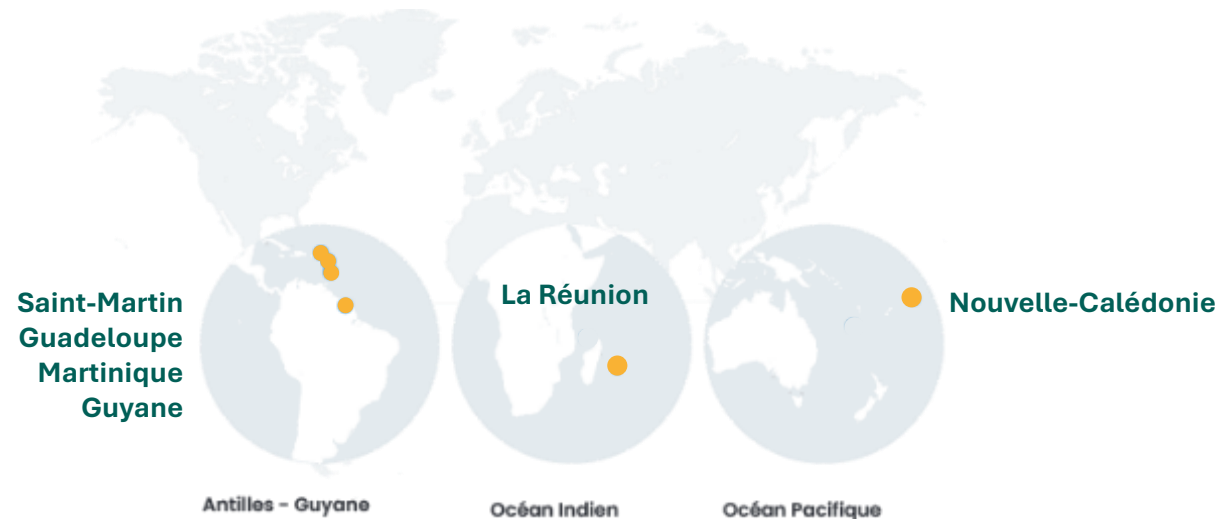 Saint-Martin
Guadeloupe
Martinique
Guyane
La Réunion
Nouvelle-Calédonie
Antilles - Guyane
Océan Indien
Océan Pacifique